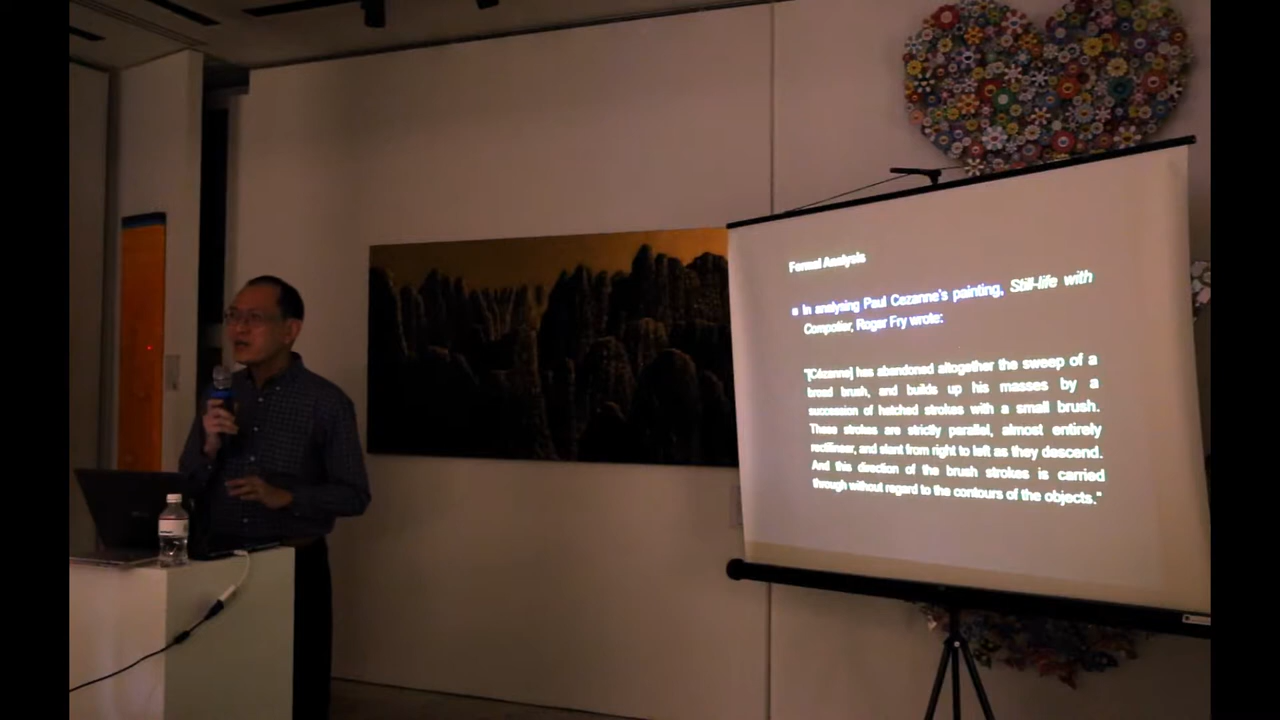 Formal Analysis
In analysing Paul Cezanne's painting, Still-life with
Compotier, Roger Fry wrote:
"[Cézanne] has abandoned altogether the sweep of a
broad brush, and builds up his masses by a
succession of hatched strokes with a small brush.
These strokes are strictly parallel, almost entirely
rectilinear, and slant from right to left as they descend.
And this direction of the brush strokes is carried
through without regard to the contours of the objects."